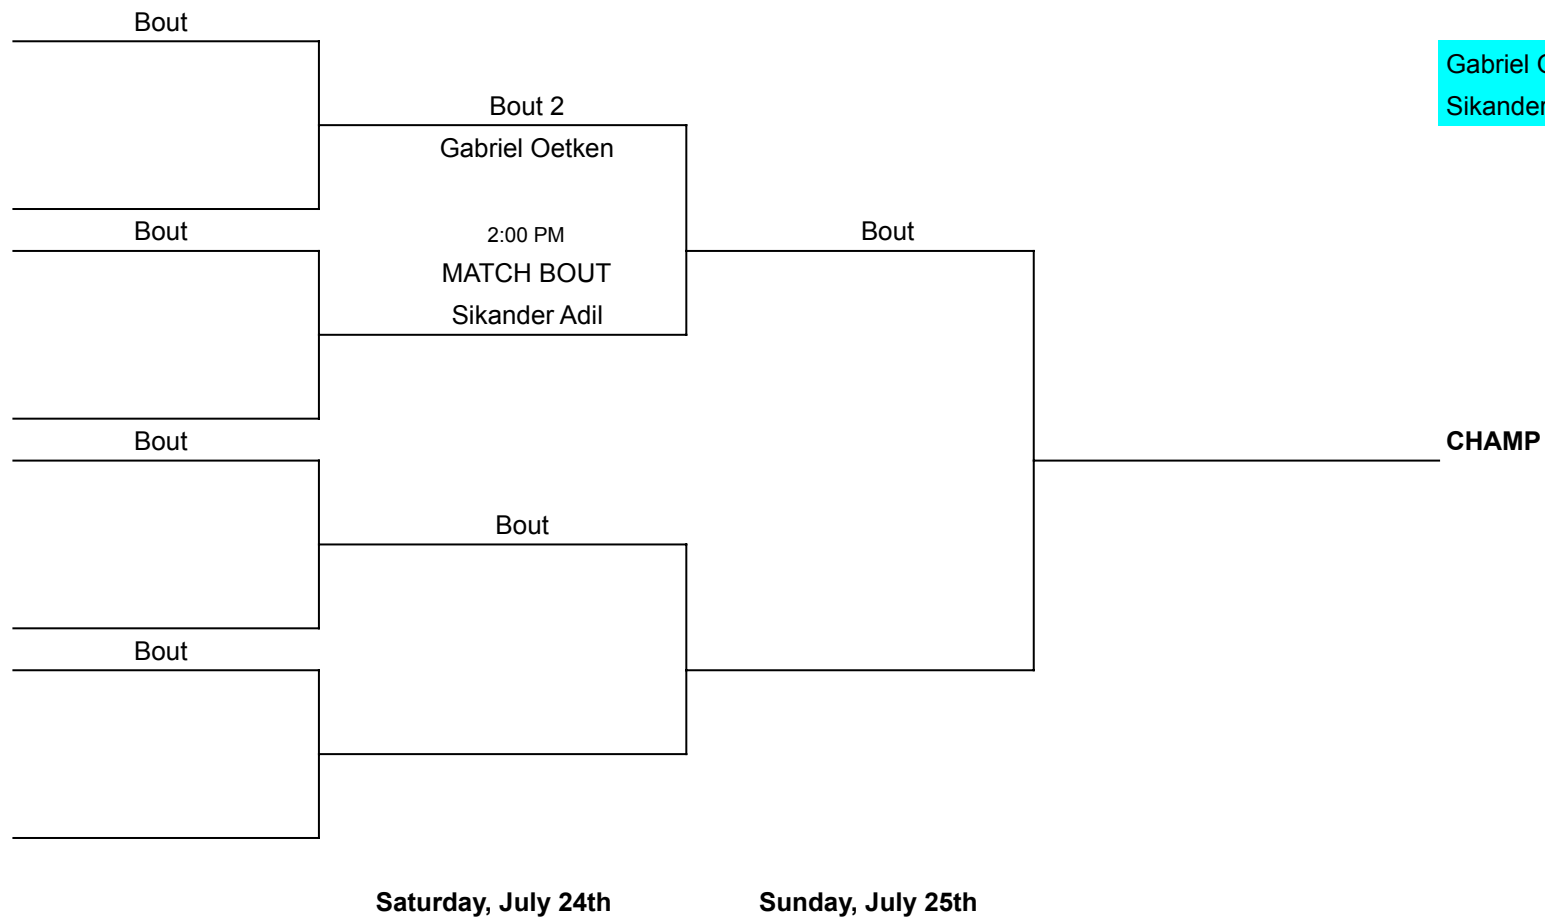 Bout
Gabriel
Bout 2
Sikander
Gabriel Oetken
Bout
2:00 PM
Bout
MATCH BOUT
Sikander Adil
Bout
CHAMP
Bout
Bout
Saturday, July 24th
Sunday, July 25th